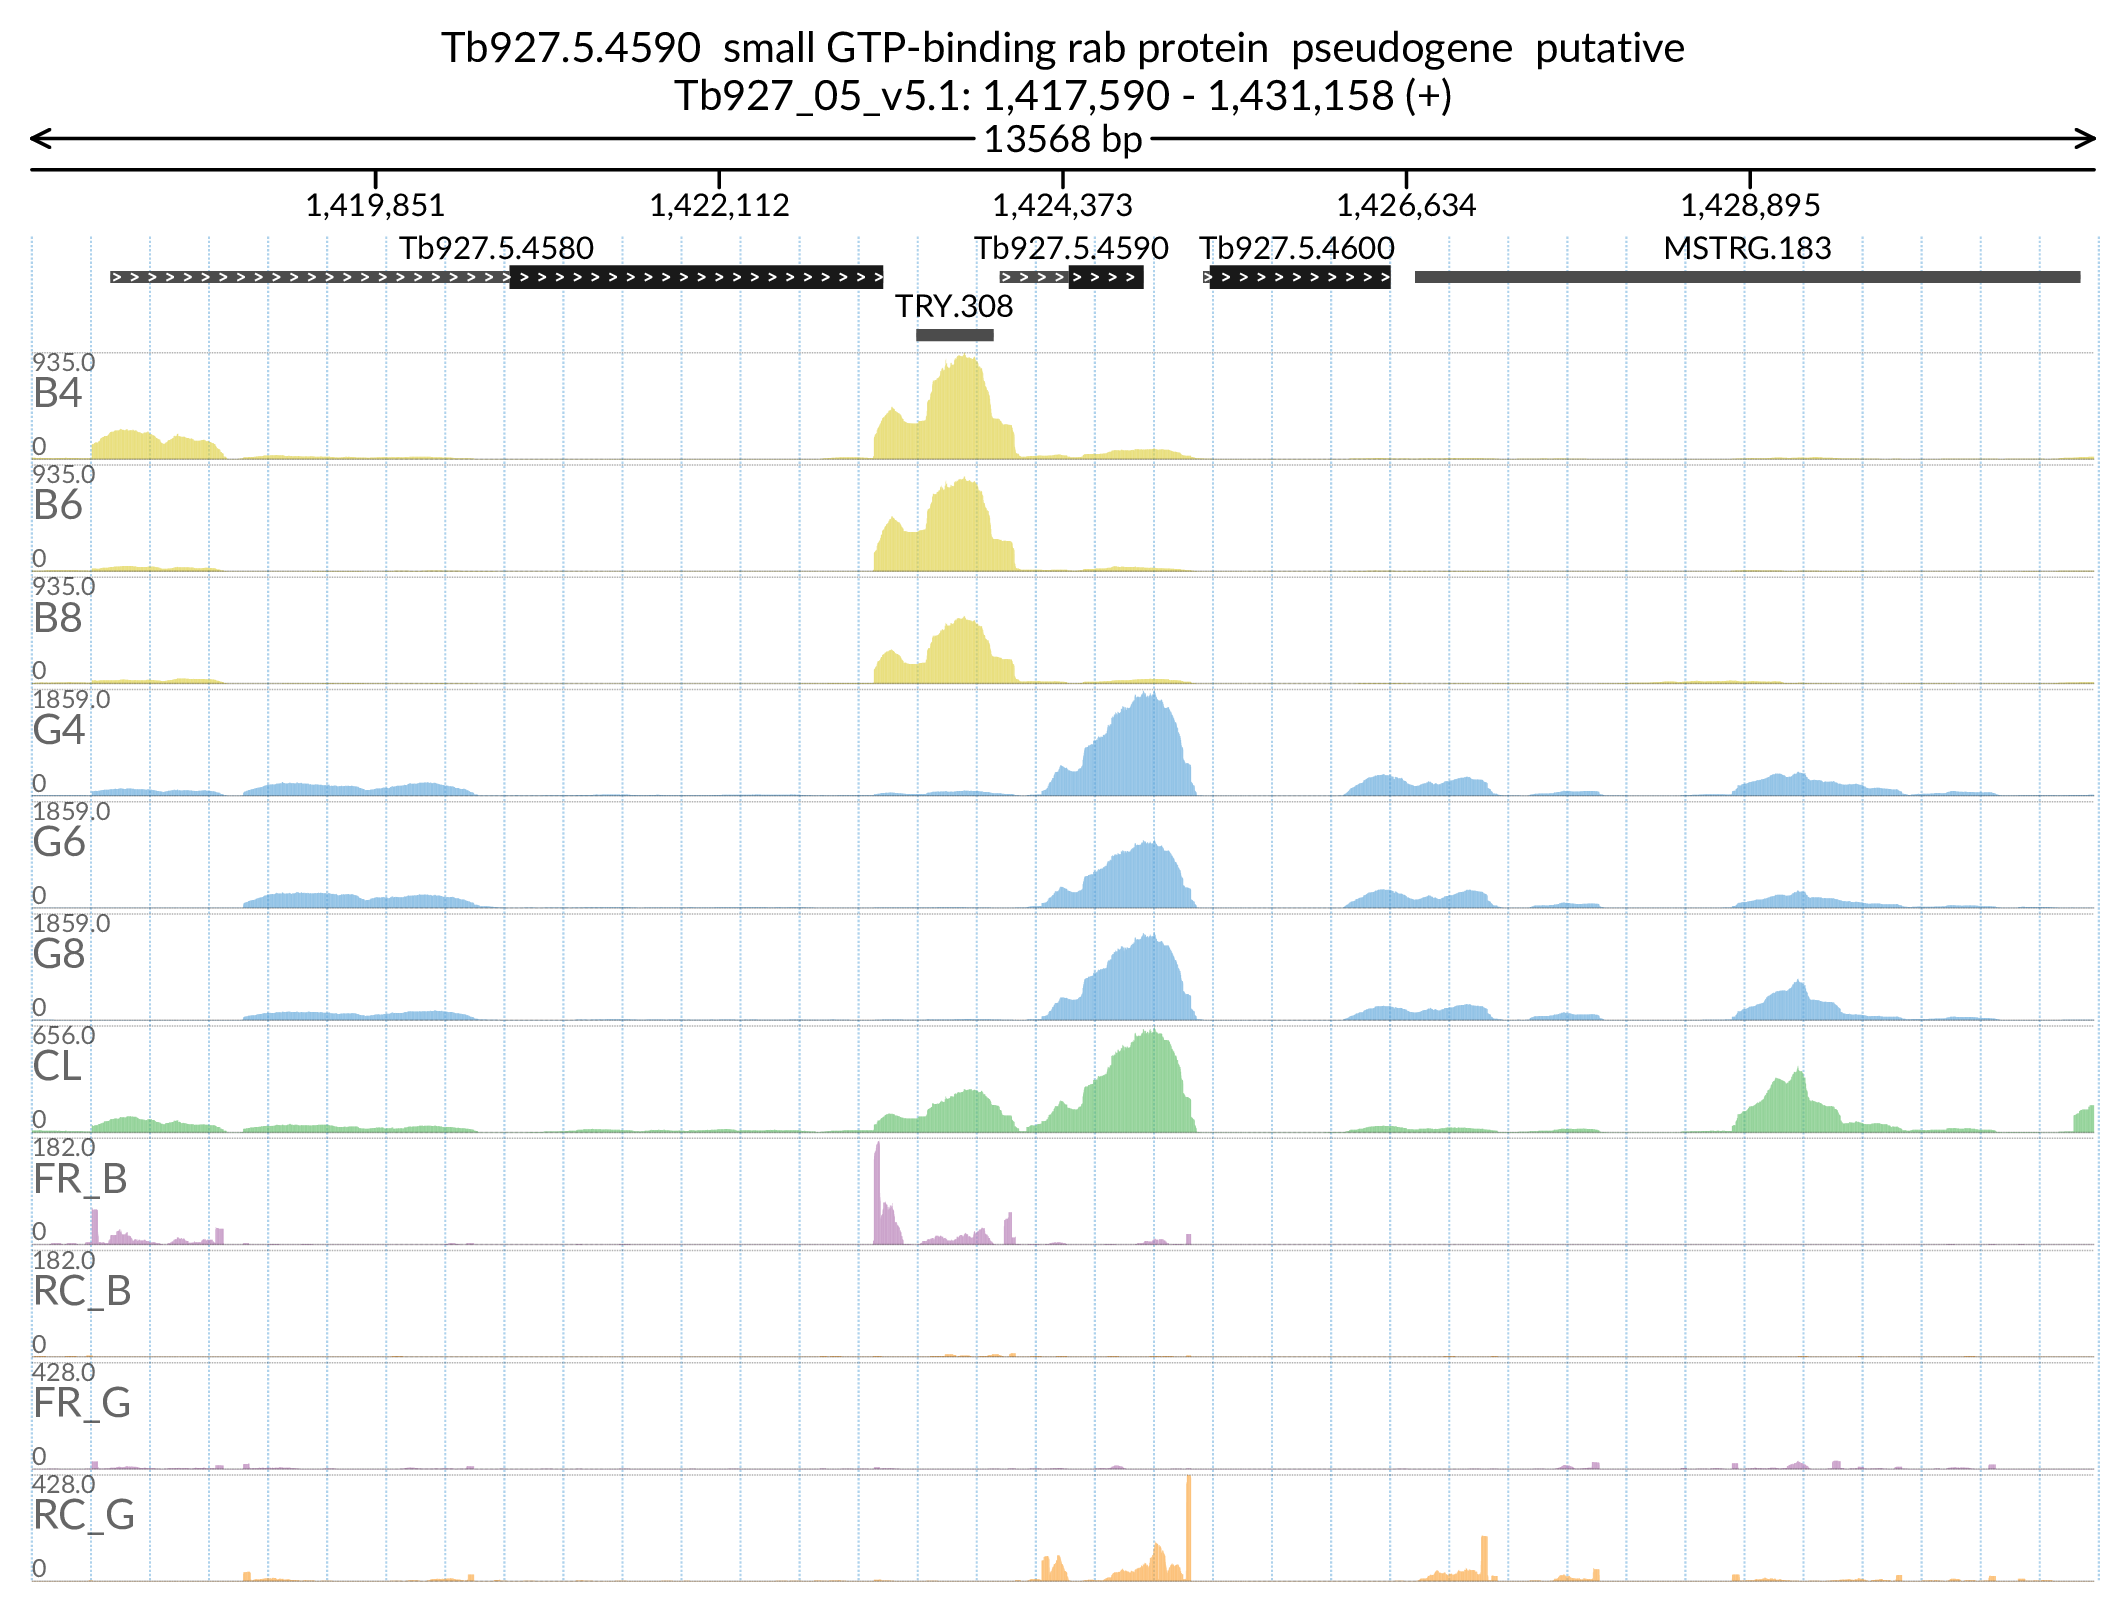 Tb927.5.4590  small GTP-binding rab protein  pseudogene  putative
Tb927_05_v5.1: 1,417,590 - 1,431,158 (+)
13568 bp
1,419,851 1,422,112 1,424,373 1,426,634 1,428,895
Tb927.5.4580 Tb927.5.4590 Tb927.5.4600 MSTRG.183
TRY.308
935.0
B4
0
935.0
B6
0
935.0
B8
0
1859.0
G4
0
1859.0
G6
0
1859.0
G8
0
656.0
CL
0
182.0
FR_B
0
182.0
RC_B
0
428.0
FR_G
0
428.0
RC_G
0